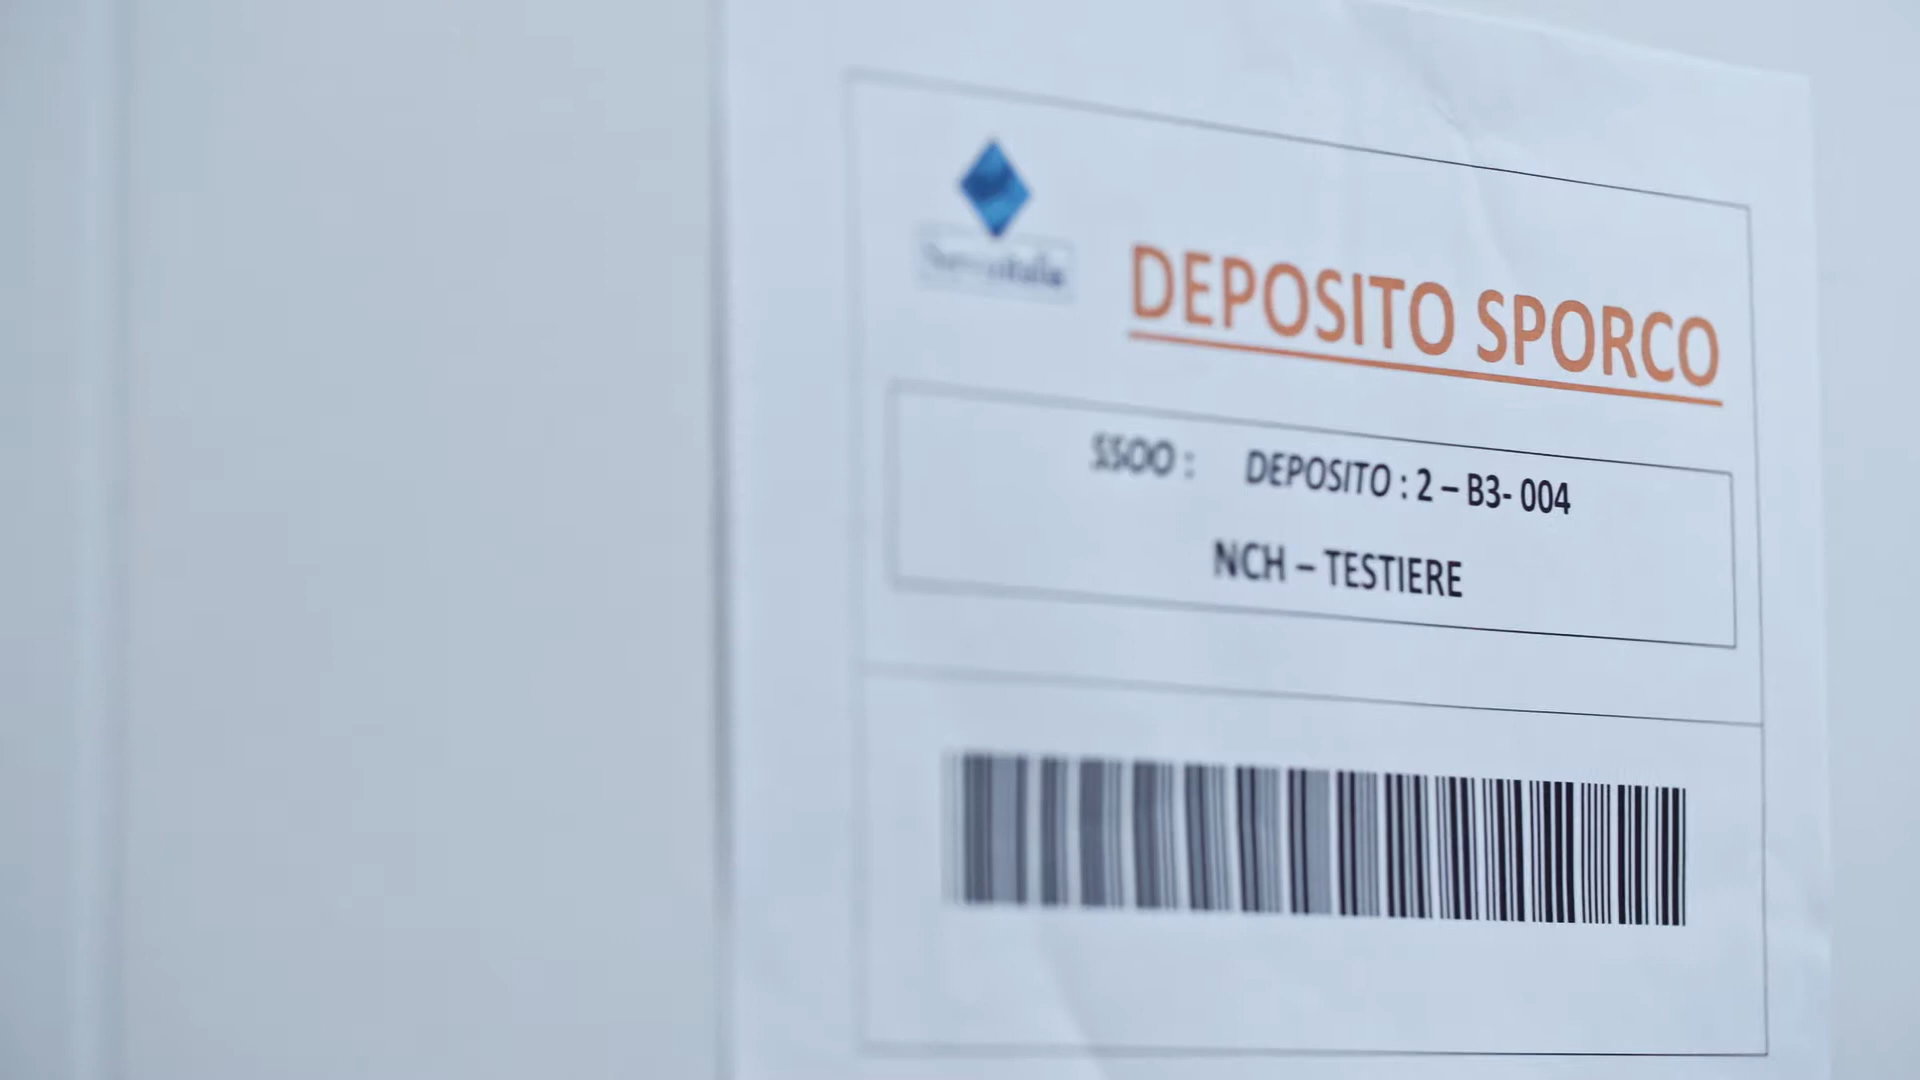 DEPOSITO SPORCO
SSOO : DEPOSITO : 2 – B3- 004
NCH – TESTIERE